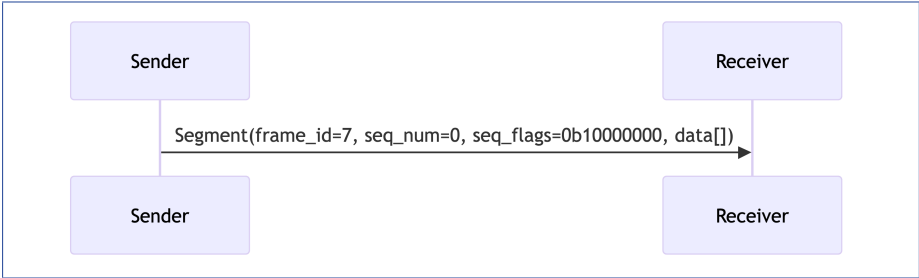 Sender
Receiver
Segment(frame_id=7, seq_num=0, seq_flags=0b10000000, data[])
Sender
Receiver